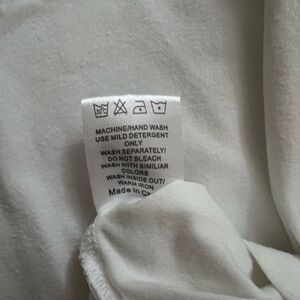 30°C
MACHINE/HAND WASH
USE MILD DETERGENT
ONLY
WASH SEPARATELY/
DO NOT BLEACH
WASH WITH SIMILIAR
COLORS
WASH INSIDE OUT/
WARM IRON
Made in